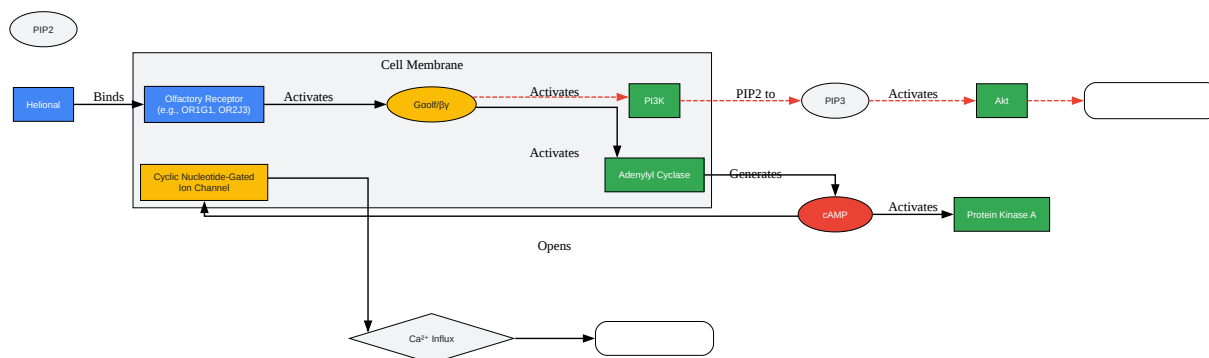 PIP2
Cell Membrane
Helional
Binds
Olfactory Receptor
(e.g., OR1G1, OR2J3)
Activates
Gαolf/βγ
Activates
PI3K
PIP2 to
PIP3
Activates
Akt
Activates
Cyclic Nucleotide-Gated
Ion Channel
Adenylyl Cyclase
Generates
cAMP
Activates
Protein Kinase A
Opens
Ca²⁺ Influx